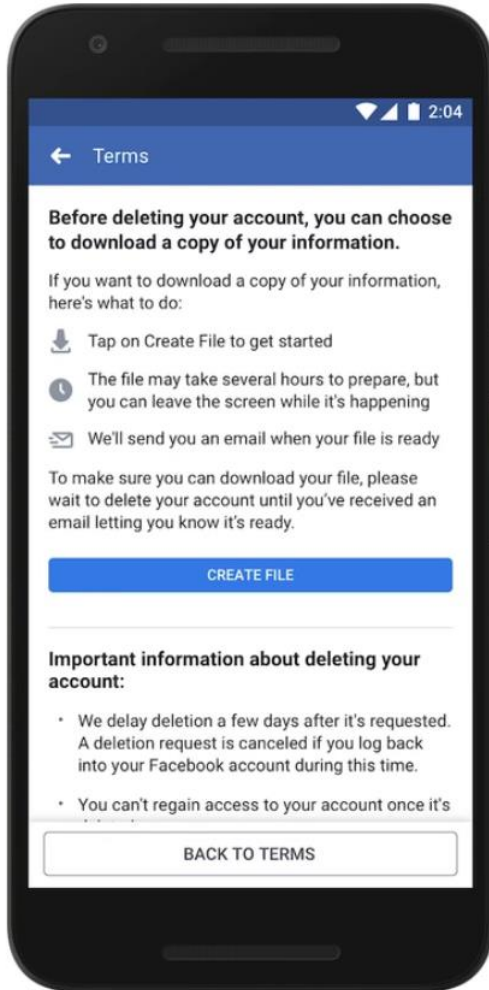 2:04
Terms
Before deleting your account, you can choose
to download a copy of your information.
If you want to download a copy of your information,
here's what to do:
Tap on Create File to get started
The file may take several hours to prepare, but
you can leave the screen while it's happening
We'll send you an email when your file is ready
To make sure you can download your file, please
wait to delete your account until you've received an
email letting you know it's ready.
CREATE FILE
Important information about deleting your
account:
· We delay deletion a few days after it's requested.
A deletion request is canceled if you log back
into your Facebook account during this time.
· You can't regain access to your account once it's
BACK TO TERMS